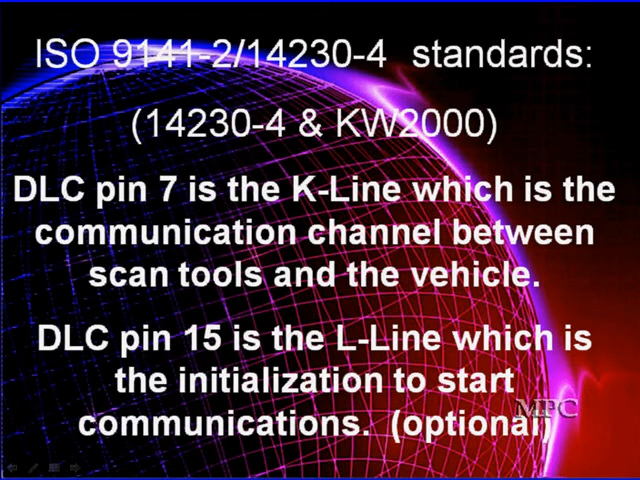 ISO 9141-2/14230-4 standards:
(14230-4 & KW2000)
DLC pin 7 is the K-Line which is the
communication channel between
scan tools and the vehicle.
DLC pin 15 is the L-Line which is
the initialization to start
communications. (optional)
MPC